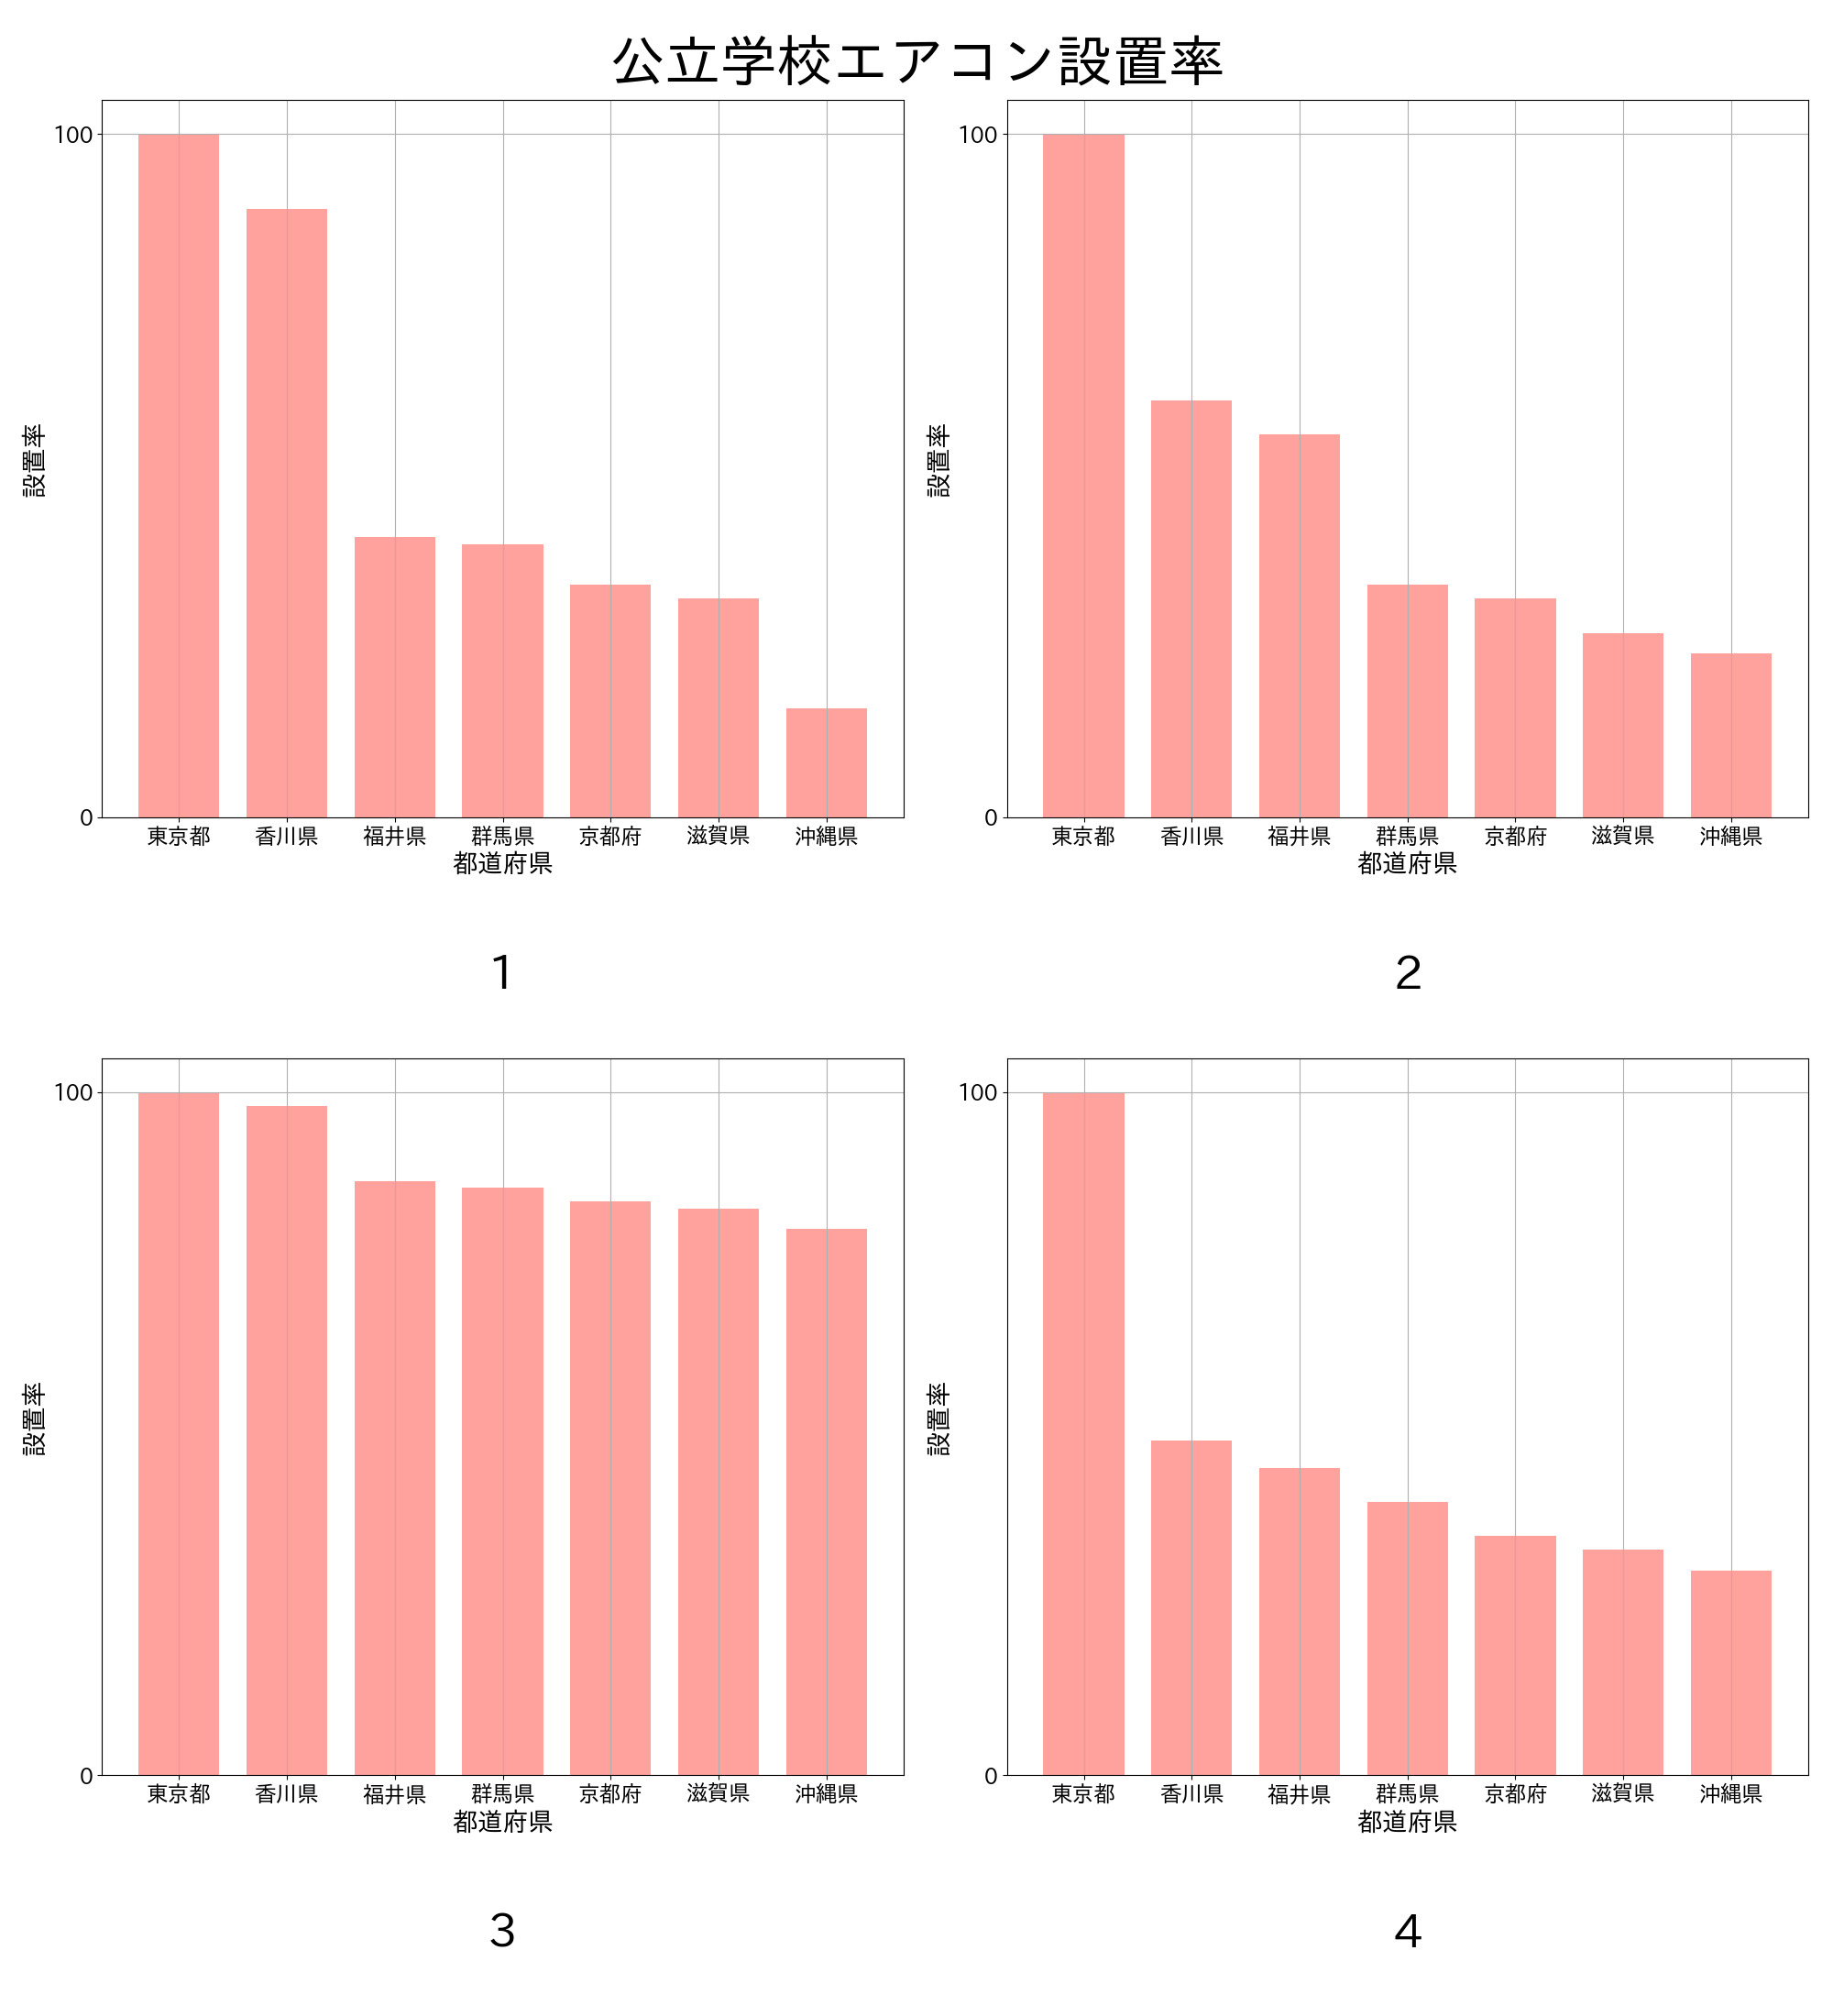 公立学校エアコン設置率
100
設置率
0
東京都 香川県 福井県 群馬県 京都府 滋賀県 沖縄県
都道府県
1
100
設置率
0
東京都 香川県 福井県 群馬県 京都府 滋賀県 沖縄県
都道府県
2
100
設置率
0
東京都 香川県 福井県 群馬県 京都府 滋賀県 沖縄県
都道府県
3
100
設置率
0
東京都 香川県 福井県 群馬県 京都府 滋賀県 沖縄県
都道府県
4